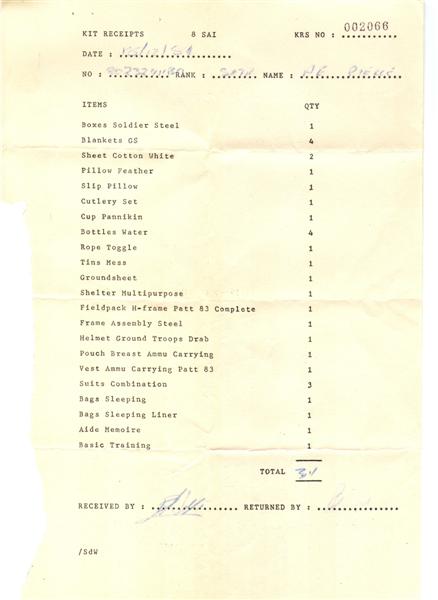 KIT RECEIPTS 8 SAI KRS NO : 002066
DATE :
NO : RANK : NAME :
ITEMS QTY
Boxes Soldier Steel 1
Blankets GS 4
Sheet Cotton White 2
Pillow Feather 1
Slip Pillow 1
Cutlery Set 1
Cup Pannikin 1
Bottles Water 4
Rope Toggle 1
Tins Mess 1
Groundsheet 1
Shelter Multipurpose 1
Fieldpack H-frame Patt 83 Complete 1
Frame Assembly Steel 1
Helmet Ground Troops Drab 1
Pouch Breast Ammu Carrying 1
Vest Ammu Carrying Patt 83 1
Suits Combination 3
Bags Sleeping 1
Bags Sleeping Liner 1
Aide Memoire 1
Basic Training 1
TOTAL 31
RECEIVED BY : RETURNED BY :
/SdW